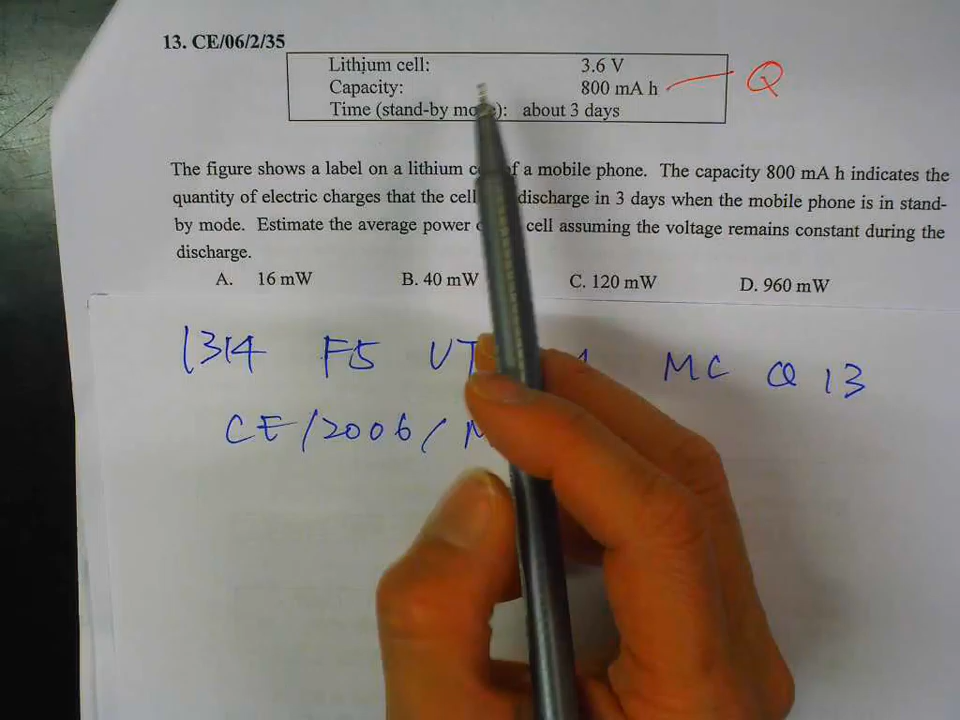 13. CE/06/2/35
Lithium cell: 3.6 V
Capacity: 800 mA h Q
Time (stand-by mo): about 3 days
The figure shows a label on a lithium c of a mobile phone. The capacity 800 mA h indicates the
quantity of electric charges that the cell discharge in 3 days when the mobile phone is in stand-
by mode. Estimate the average power cell assuming the voltage remains constant during the
discharge.
A. 16 mW B. 40 mW C. 120 mW D. 960 mW
1314 F5 UT MC Q 13
CE/2006/